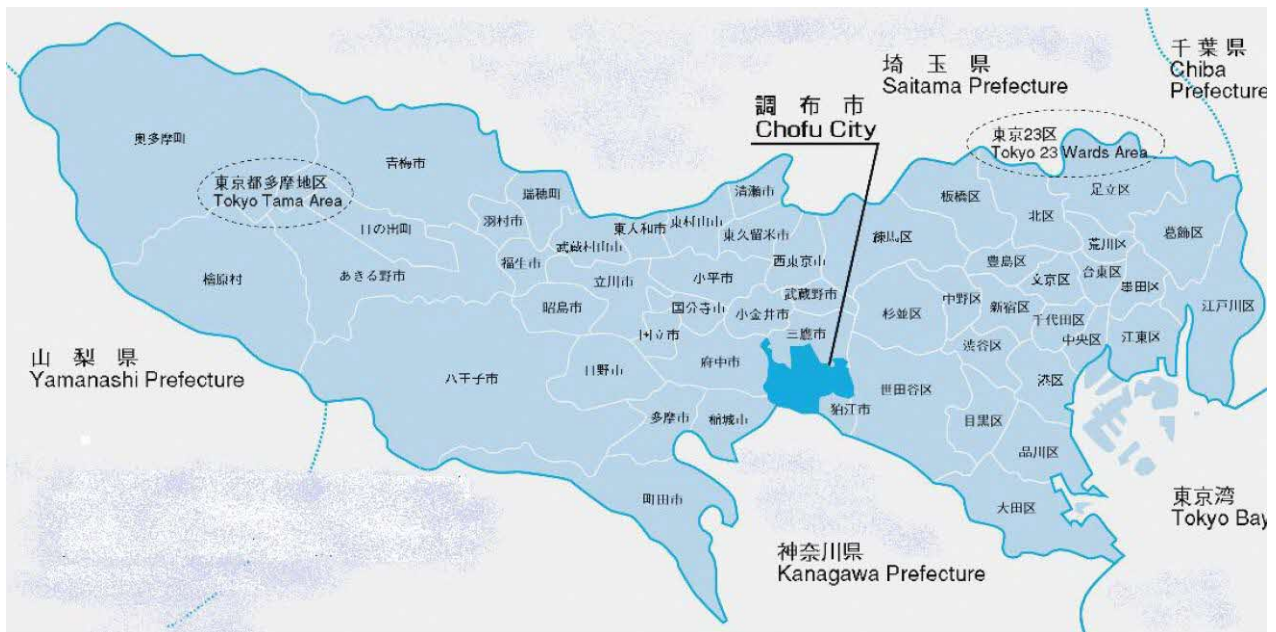 千葉県
Chiba
Prefecture
埼玉県
Saitama Prefecture
調布市
Chofu City
東京23区
Tokyo 23 Wards Area
奥多摩町
青梅市
東京都多摩地区
Tokyo Tama Area
瑞穂町
羽村市
日の出町
福生市
武蔵村山市
東大和市
東村山市
清瀬市
東久留米市
西東京市
練馬区
板橋区
北区
足立区
葛飾区
荒川区
豊島区
文京区
台東区
墨田区
江戸川区
檜原村
あきる野市
昭島市
立川市
小平市
国分寺市
小金井市
武蔵野市
三鷹市
杉並区
中野区
新宿区
千代田区
中央区
江東区
渋谷区
港区
国立市
府中市
日野市
八王子市
山梨県
Yamanashi Prefecture
多摩市
稲城市
狛江市
世田谷区
目黒区
品川区
大田区
町田市
東京湾
Tokyo Bay
神奈川県
Kanagawa Prefecture